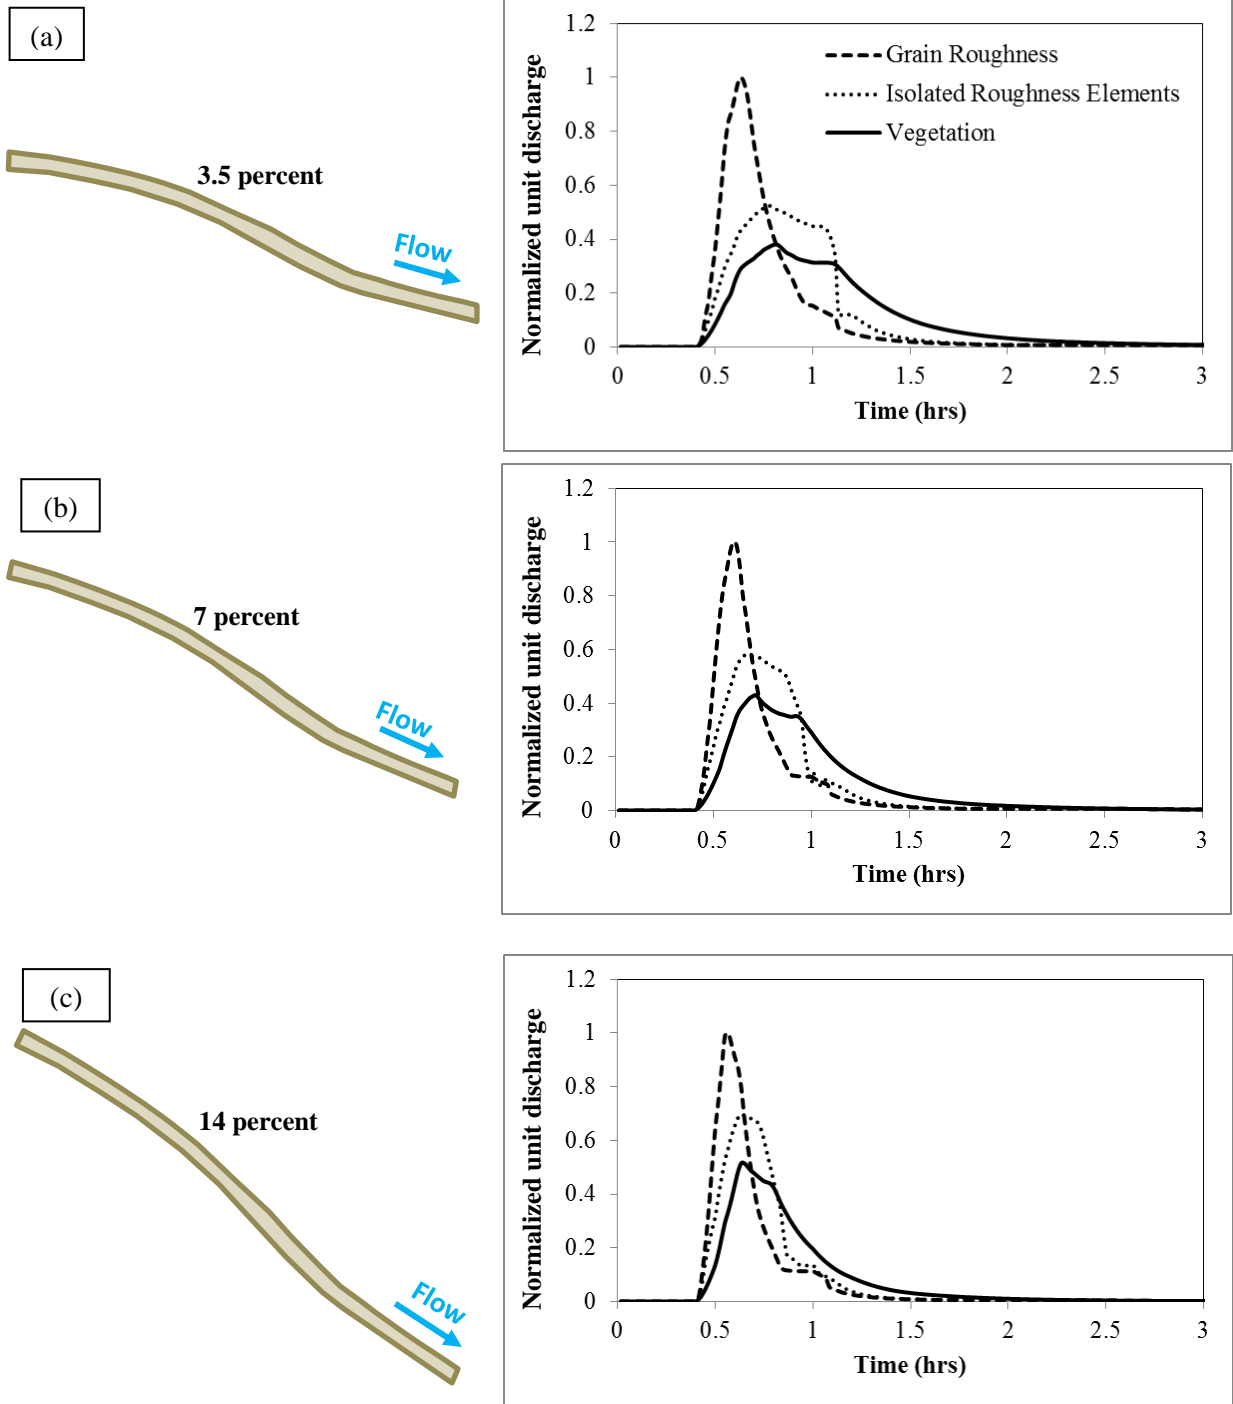 (a)
3.5 percent
Flow
Normalized unit discharge
1.2
1
0.8
0.6
0.4
0.2
0
Grain Roughness
Isolated Roughness Elements
Vegetation
0 0.5 1 1.5 2 2.5 3
Time (hrs)
(b)
7 percent
Flow
Normalized unit discharge
1.2
1
0.8
0.6
0.4
0.2
0
0 0.5 1 1.5 2 2.5 3
Time (hrs)
(c)
14 percent
Flow
Normalized unit discharge
1.2
1
0.8
0.6
0.4
0.2
0
0 0.5 1 1.5 2 2.5 3
Time (hrs)